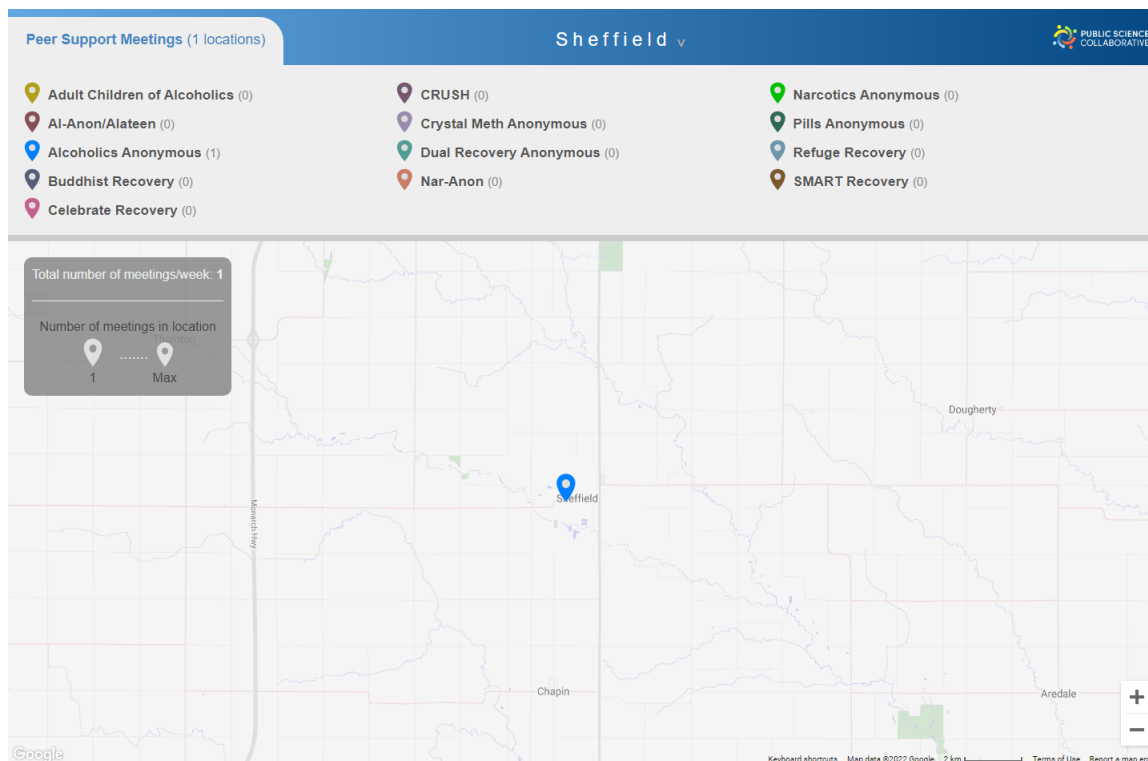 Peer Support Meetings (1 locations)
Sheffield v
PUBLIC SCIENCE
COLLABORATIVE
Adult Children of Alcoholics (0)
Al-Anon/Alateen (0)
Alcoholics Anonymous (1)
Buddhist Recovery (0)
Celebrate Recovery (0)
CRUSH (0)
Crystal Meth Anonymous (0)
Dual Recovery Anonymous (0)
Nar-Anon (0)
Narcotics Anonymous (0)
Pills Anonymous (0)
Refuge Recovery (0)
SMART Recovery (0)
Total number of meetings/week: 1
Number of meetings in location
Thornton
1 ....... Max
Dougherty
Sheffield
Monarch Hwy
Chapin
Aredale
+
−
Google
Keyboard shortcuts Map data ©2022 Google 2 km Terms of Use Report a map er